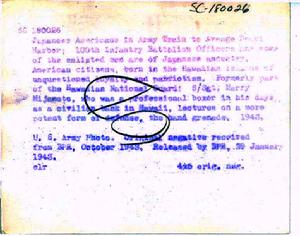 SC-180026
SC 180026
Japanese Americans in Army Train to Avenge Pearl
Harbor; 100th Infantry Battalion Officers and some
of the enlisted men are of Japanese ancestry,
American citizens, born in the Hawaiian Islands of
unquestioned loyalty and patriotism. Formerly part
of the Hawaiian National Guard: S/Sgt. Harry
Miyamoto, who was a professional boxer in his days,
as a civilian back in Hawaii, lectures on a more
potent form of defense, the hand grenade. 1943.
U. S. Army Photo. Original negative received
from BPR, October 1943. Released by BPR, 29 January
1943.
elr 4x5 orig. neg.